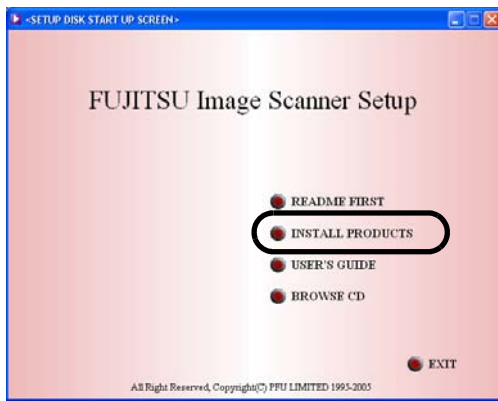 <SETUP DISK START UP SCREEN>
FUJITSU Image Scanner Setup
README FIRST
INSTALL PRODUCTS
USER'S GUIDE
BROWSE CD
EXIT
All Right Reserved, Copyright(C) PFU LIMITED 1995-2005